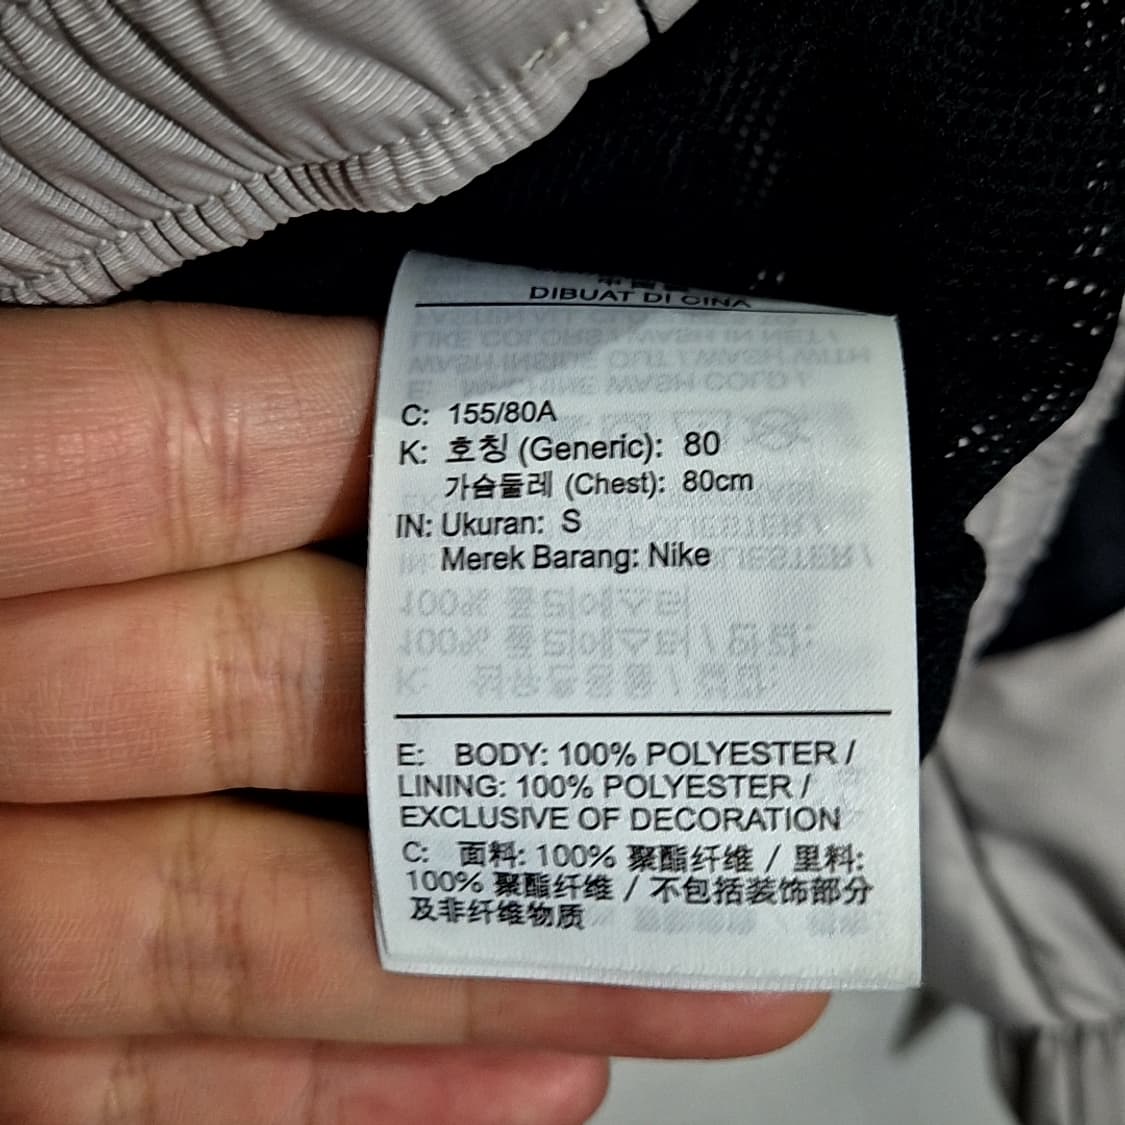 DIBUAT DI CINA
C: 155/80A
K: 호칭 (Generic): 80
가슴둘레 (Chest): 80cm
IN: Ukuran: S
Merek Barang: Nike
E: BODY: 100% POLYESTER /
LINING: 100% POLYESTER /
EXCLUSIVE OF DECORATION
C: 面料: 100% 聚酯纤维 / 里料:
100% 聚酯纤维 / 不包括装饰部分
及非纤维物质